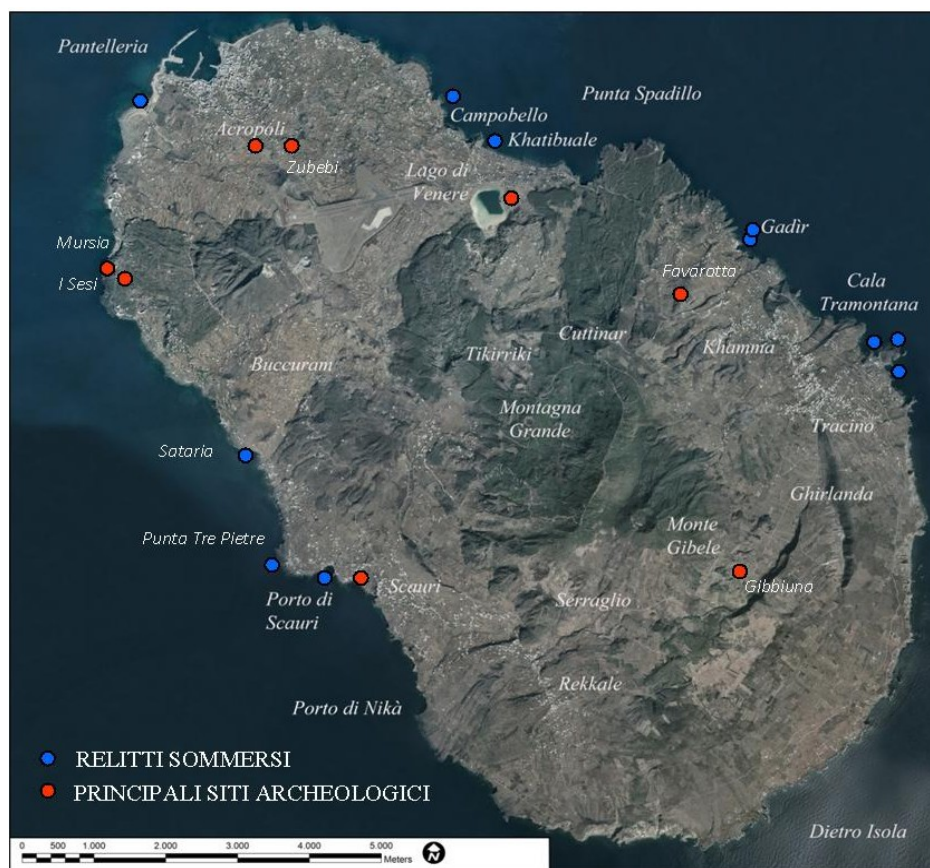 Pantelleria
Punta Spadillo
Campobello
Khatibuale
Acropoli
Zubebi
Lago di
Venere
Gadìr
Mursia
I Sesi
Favarotta
Cala
Tramontana
Cuttinar
Khamma
Tikirriki
Buccuram
Montagna
Grande
Tracino
Sataria
Ghirlanda
Monte
Gibele
Punta Tre Pietre
Gibbiuna
Scauri
Porto di
Scauri
Serraglio
Rekkale
Porto di Nikà
RELITTI SOMMERSI
PRINCIPALI SITI ARCHEOLOGICI
Dietro Isola
0 500 1.000 2.000 3.000 4.000 5.000
Meters
N